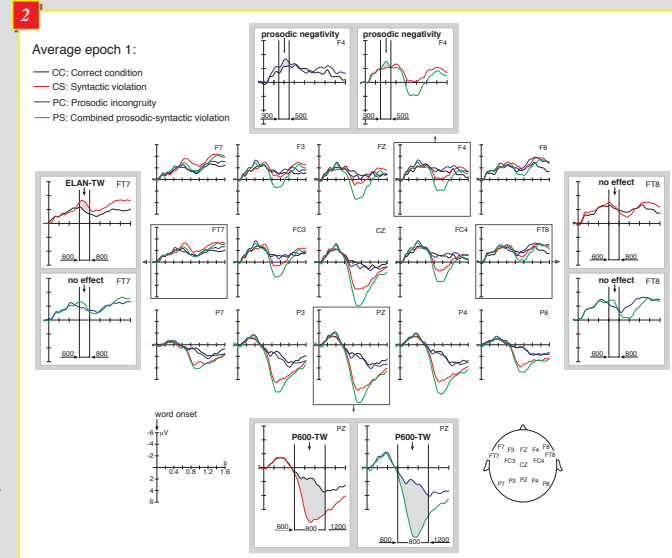 2
Average epoch 1:
CC: Correct condition
CS: Syntactic violation
PC: Prosodic incongruity
PS: Combined prosodic-syntactic violation
prosodic negativity
F4
300
500
prosodic negativity
F4
300
500
F7
F3
FZ
F4
F8
ELAN-TW
FT7
600
800
no effect
FT7
600
800
FT7
FC3
CZ
FC4
FT8
no effect
FT8
600
800
no effect
FT8
600
800
P7
P3
PZ
P4
P8
word onset
-6
µV
-4
-2
2
4
6
0.4 0.8 1.2 1.6
s
P600-TW
PZ
600
800
1200
P600-TW
PZ
600
800
1200
F7 F3 FZ F4 F8
FT7 FC3 CZ FC4 FT8
P7 P3 PZ P4 P8